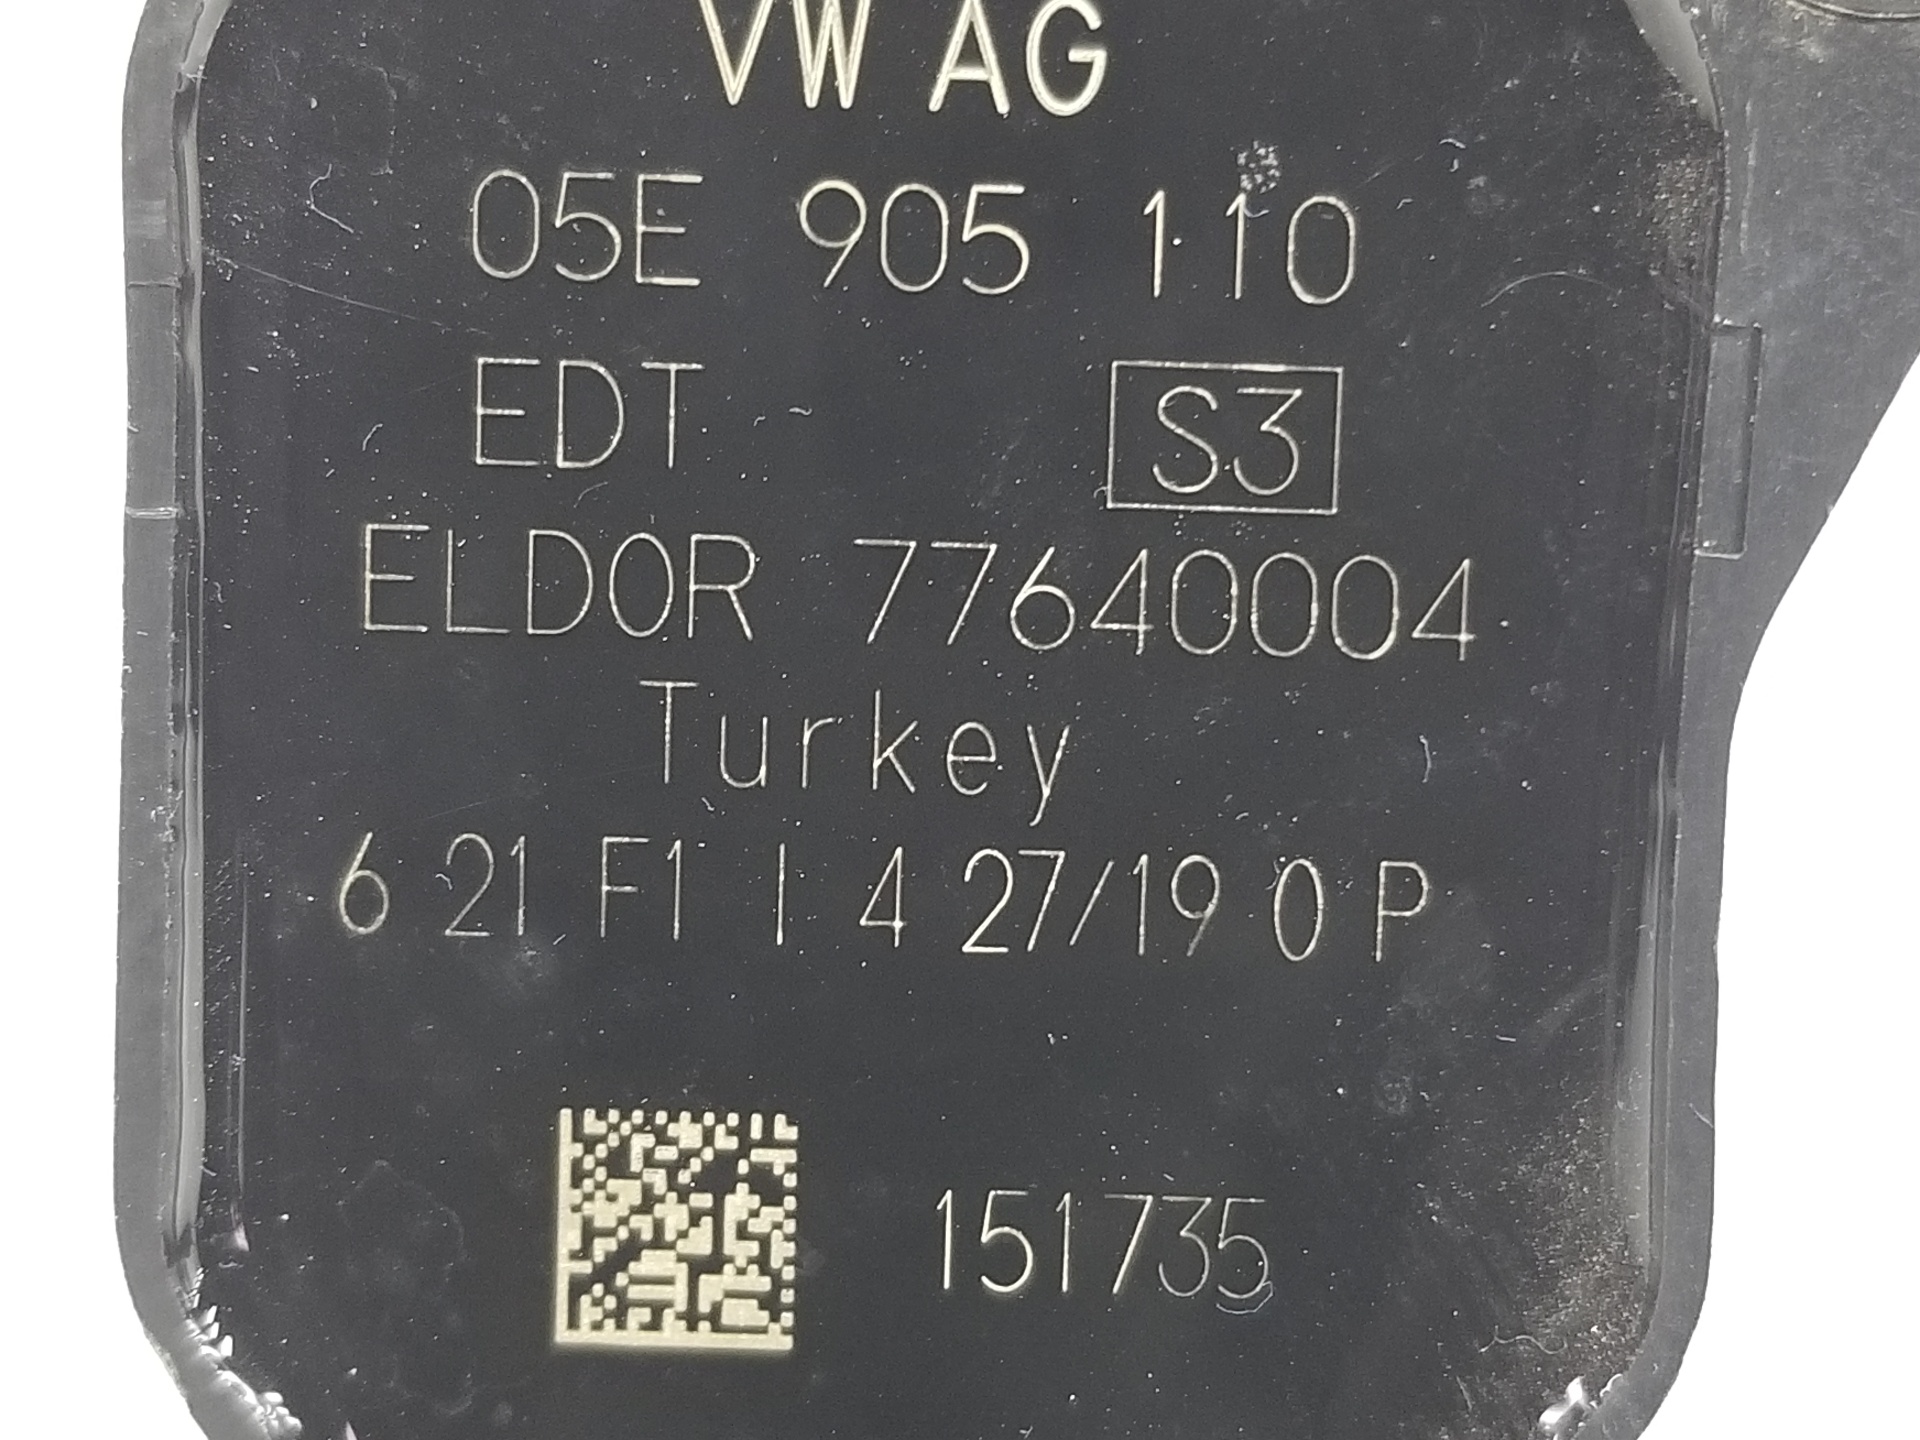 VW AG
05E 905 110
EDT S3
ELDOR 77640004
Turkey
6 21 F1 I 4 27/19 0 P
151735